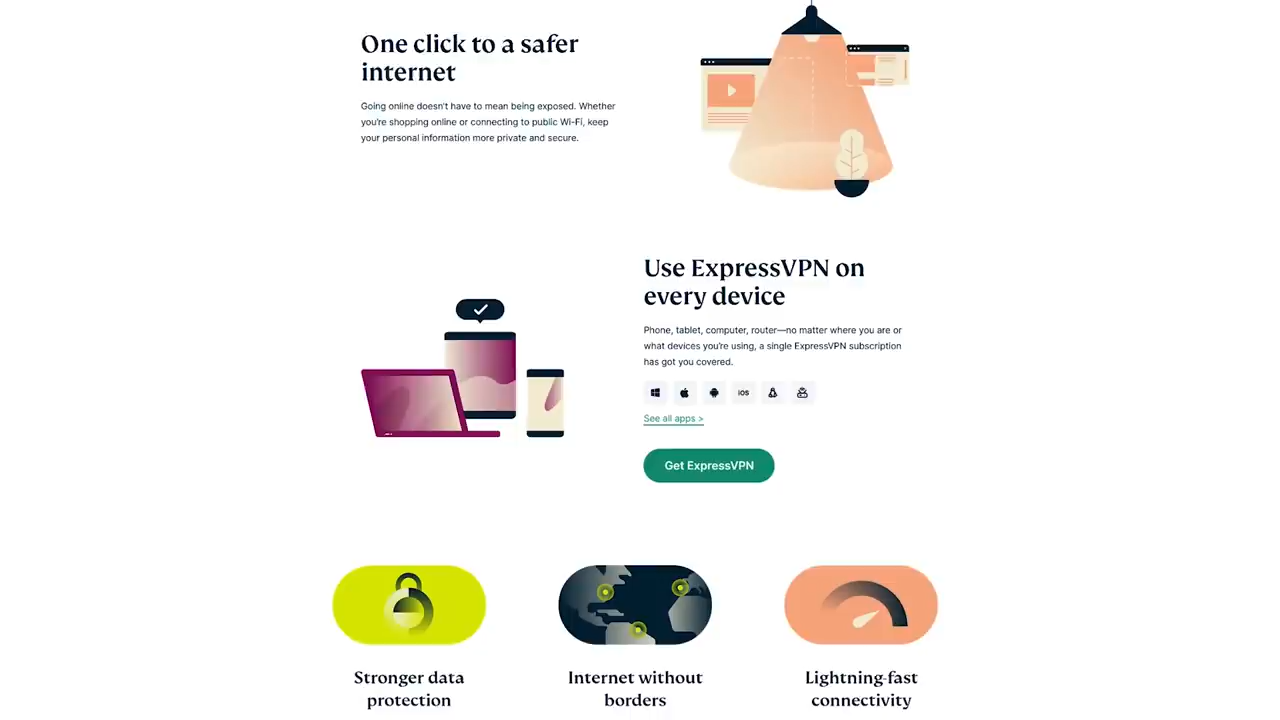 One click to a safer
internet
Going online doesn't have to mean being exposed. Whether
you're shopping online or connecting to public Wi-Fi, keep
your personal information more private and secure.
Use ExpressVPN on
every device
Phone, tablet, computer, router—no matter where you are or
what devices you're using, a single ExpressVPN subscription
has got you covered.
iOS
See all apps >
Get ExpressVPN
Stronger data
protection
Internet without
borders
Lightning-fast
connectivity